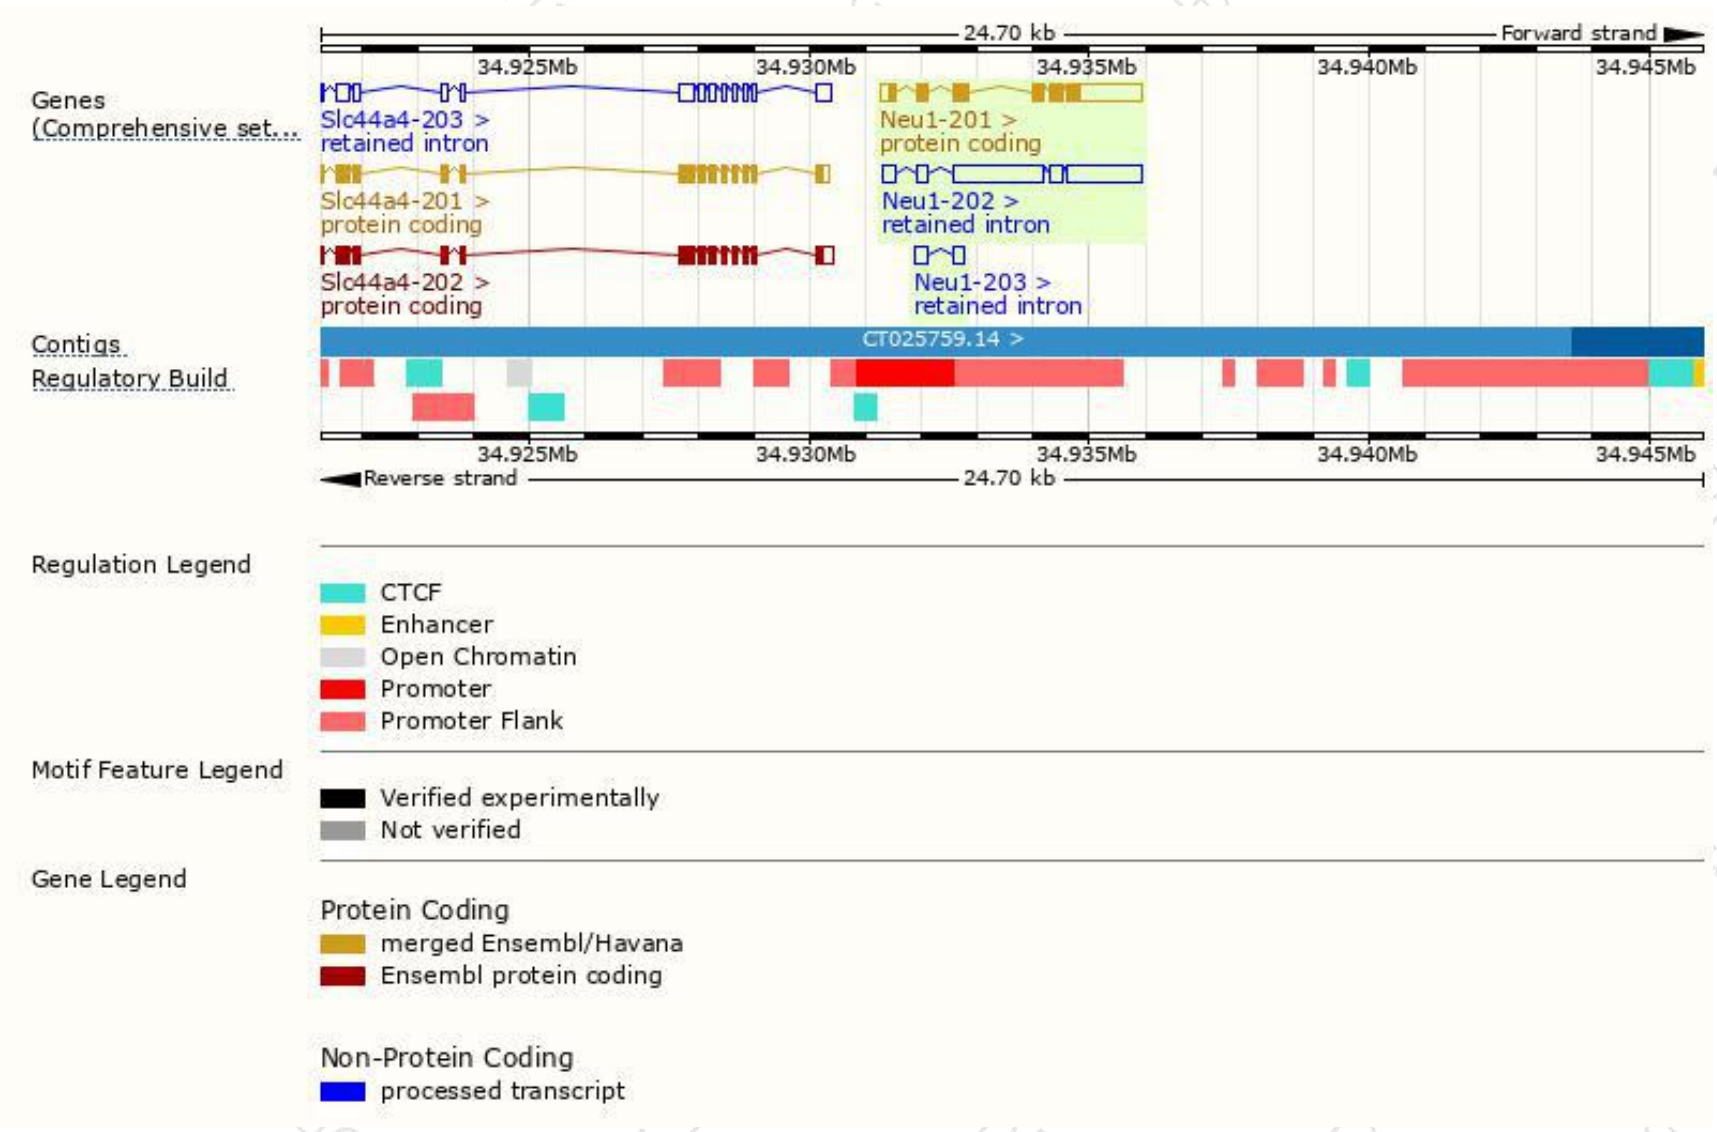 24.70 kb Forward strand
34.925Mb 34.930Mb 34.935Mb 34.940Mb 34.945Mb
Genes
(Comprehensive set...
Slc44a4-203 >
retained intron
Neu1-201 >
protein coding
Slc44a4-201 >
protein coding
Neu1-202 >
retained intron
Slc44a4-202 >
protein coding
Neu1-203 >
retained intron
Contigs
CT025759.14 >
Regulatory Build
34.925Mb 34.930Mb 34.935Mb 34.940Mb 34.945Mb
Reverse strand 24.70 kb
Regulation Legend
CTCF
Enhancer
Open Chromatin
Promoter
Promoter Flank
Motif Feature Legend
Verified experimentally
Not verified
Gene Legend
Protein Coding
merged Ensembl/Havana
Ensembl protein coding
Non-Protein Coding
processed transcript